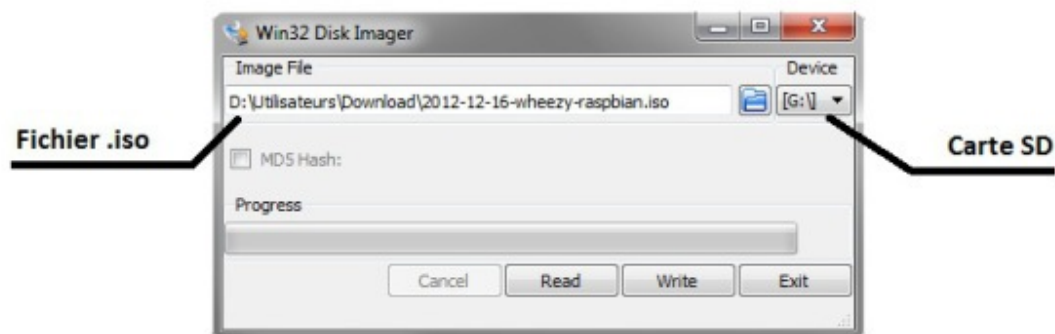 Win32 Disk Imager
Image File
Device
D:\Utilisateurs\Download\2012-12-16-wheezy-raspbian.iso
[G:\]
Fichier .iso
Carte SD
MD5 Hash:
Progress
Cancel
Read
Write
Exit